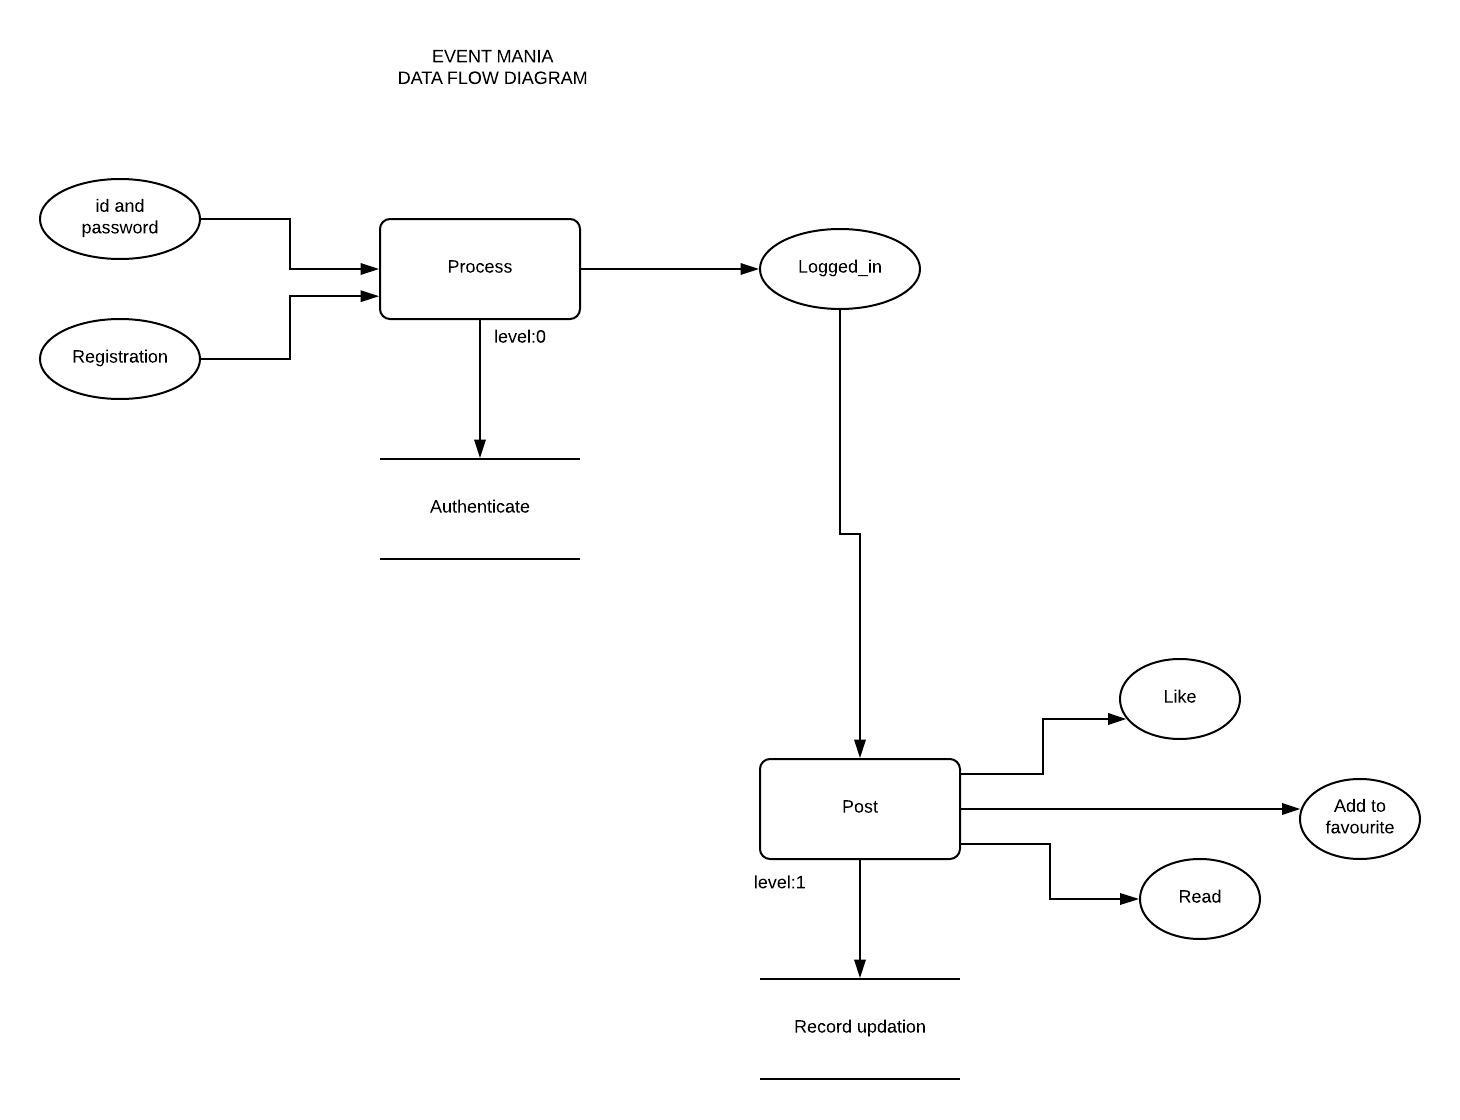 EVENT MANIA
DATA FLOW DIAGRAM
id and
password
Process
Logged_in
level:0
Registration
Authenticate
Like
Post
Add to
favourite
level:1
Read
Record updation